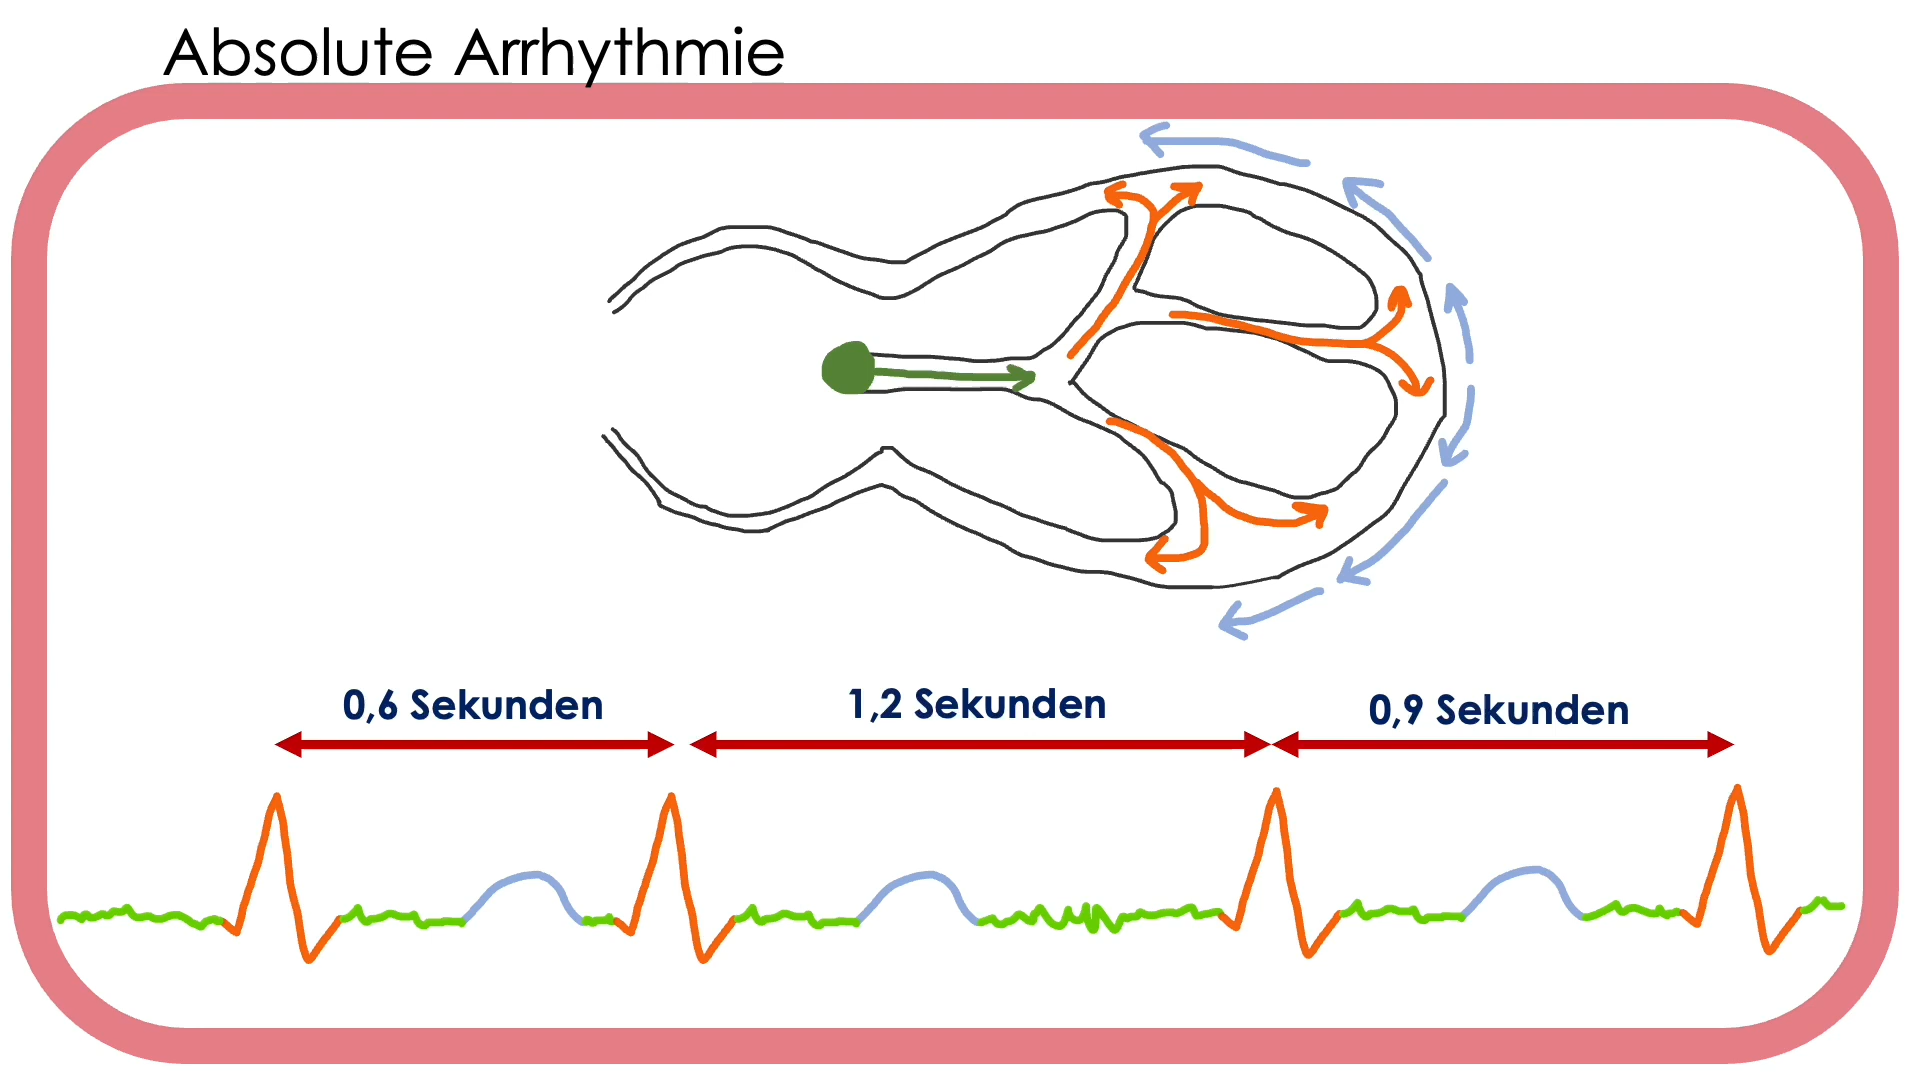 Absolute Arrhythmie
0,6 Sekunden
1,2 Sekunden
0,9 Sekunden